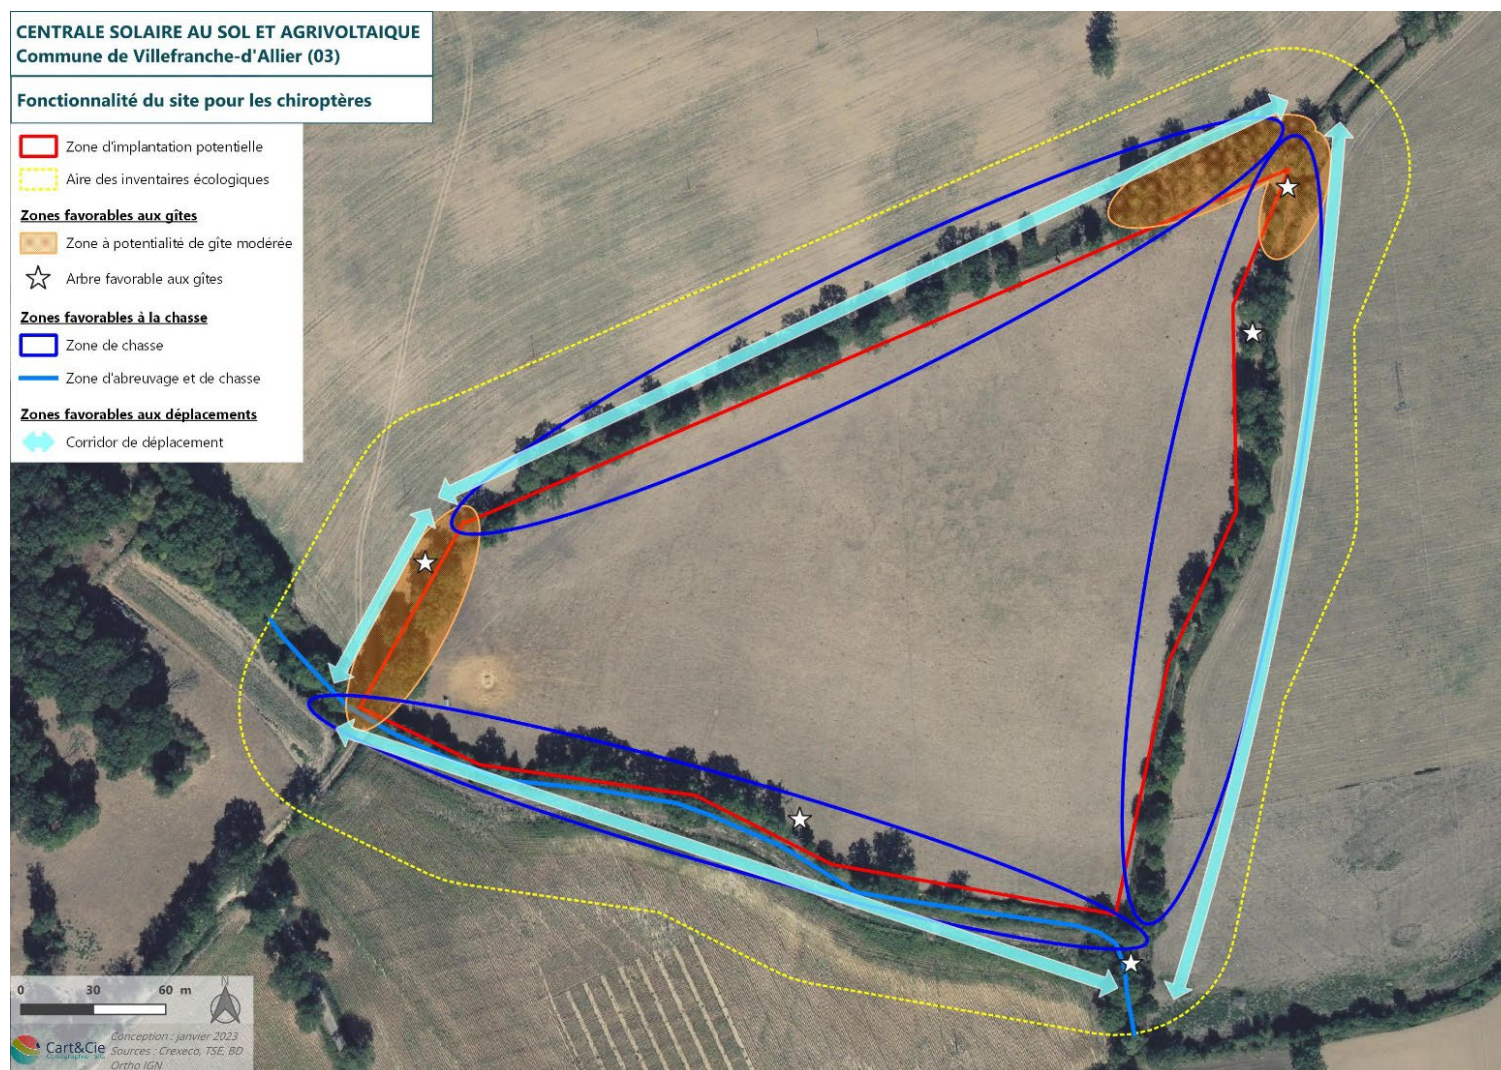 CENTRALE SOLAIRE AU SOL ET AGRIVOLTAIQUE
Commune de Villefranche-d'Allier (03)
Fonctionnalité du site pour les chiroptères
Zone d'implantation potentielle
Aire des inventaires écologiques
Zones favorables aux gîtes
Zone à potentialité de gîte modérée
Arbre favorable aux gîtes
Zones favorables à la chasse
Zone de chasse
Zone d'abreuvage et de chasse
Zones favorables aux déplacements
Corridor de déplacement
0 30 60 m
N
Conception : janvier 2023
Cart&Cie
Sources : Crexeco, TSE, BD
Ortho IGN